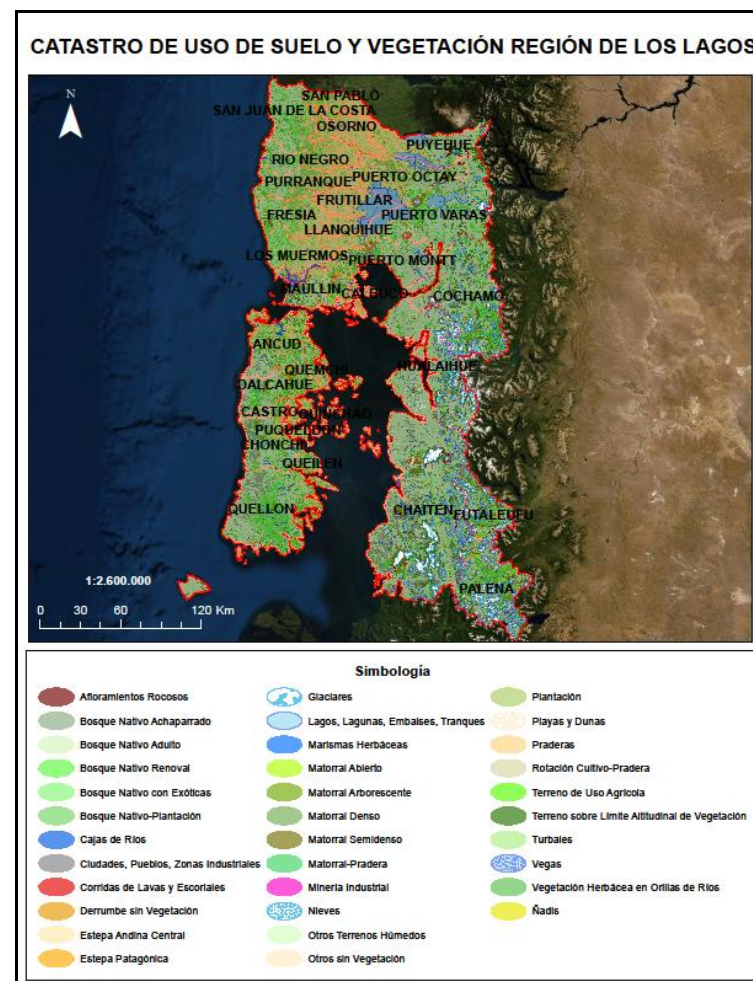 CATASTRO DE USO DE SUELO Y VEGETACIÓN REGIÓN DE LOS LAGOS
N
SAN PABLO
SAN JUAN DE LA COSTA
OSORNO
PUYEHUE
RIO NEGRO
PURRANQUE
PUERTO OCTAY
FRUTILLAR
FRESIA
PUERTO VARAS
LLANQUIHUE
LOS MUERMOS
PUERTO MONTT
MAULLIN
CALBUCO
COCHAMO
ANCUD
HUALAIHUE
QUEMCHI
DALCAHUE
CASTRO
QUINCHAO
PUQUELDON
CHONCHI
QUEILEN
QUELLON
CHAITEN
FUTALEUFU
PALENA
1:2.600.000
0 30 60 120 Km
Simbología
Afloramientos Rocosos
Bosque Nativo Achaparrado
Bosque Nativo Adulto
Bosque Nativo Renoval
Bosque Nativo con Exóticas
Bosque Nativo-Plantación
Cajas de Ríos
Ciudades, Pueblos, Zonas Industriales
Corridas de Lavas y Escoriales
Derrumbe sin Vegetación
Estepa Andina Central
Estepa Patagónica
Glaciares
Lagos, Lagunas, Embalses, Tranques
Marismas Herbáceas
Matorral Abierto
Matorral Arborescente
Matorral Denso
Matorral Semidenso
Matorral-Pradera
Minería Industrial
Nieves
Otros Terrenos Húmedos
Otros sin Vegetación
Plantación
Playas y Dunas
Praderas
Rotación Cultivo-Pradera
Terreno de Uso Agrícola
Terreno sobre Límite Altitudinal de Vegetación
Turbales
Vegas
Vegetación Herbácea en Orillas de Ríos
Ñadis